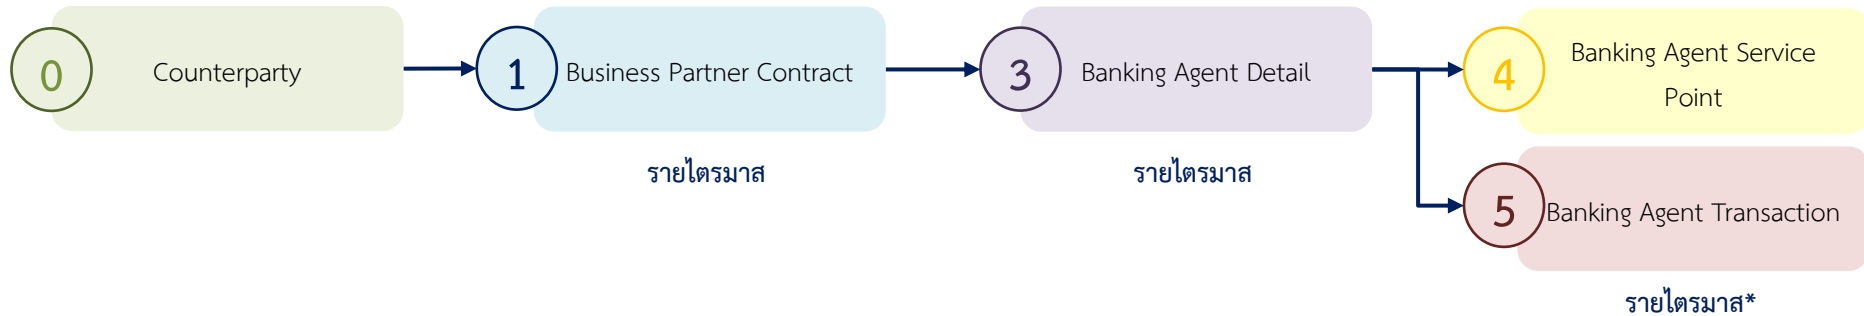 0
Counterparty
1
Business Partner Contract
รายไตรมาส
3
Banking Agent Detail
รายไตรมาส
4
Banking Agent Service
Point
5
Banking Agent Transaction
รายไตรมาส*